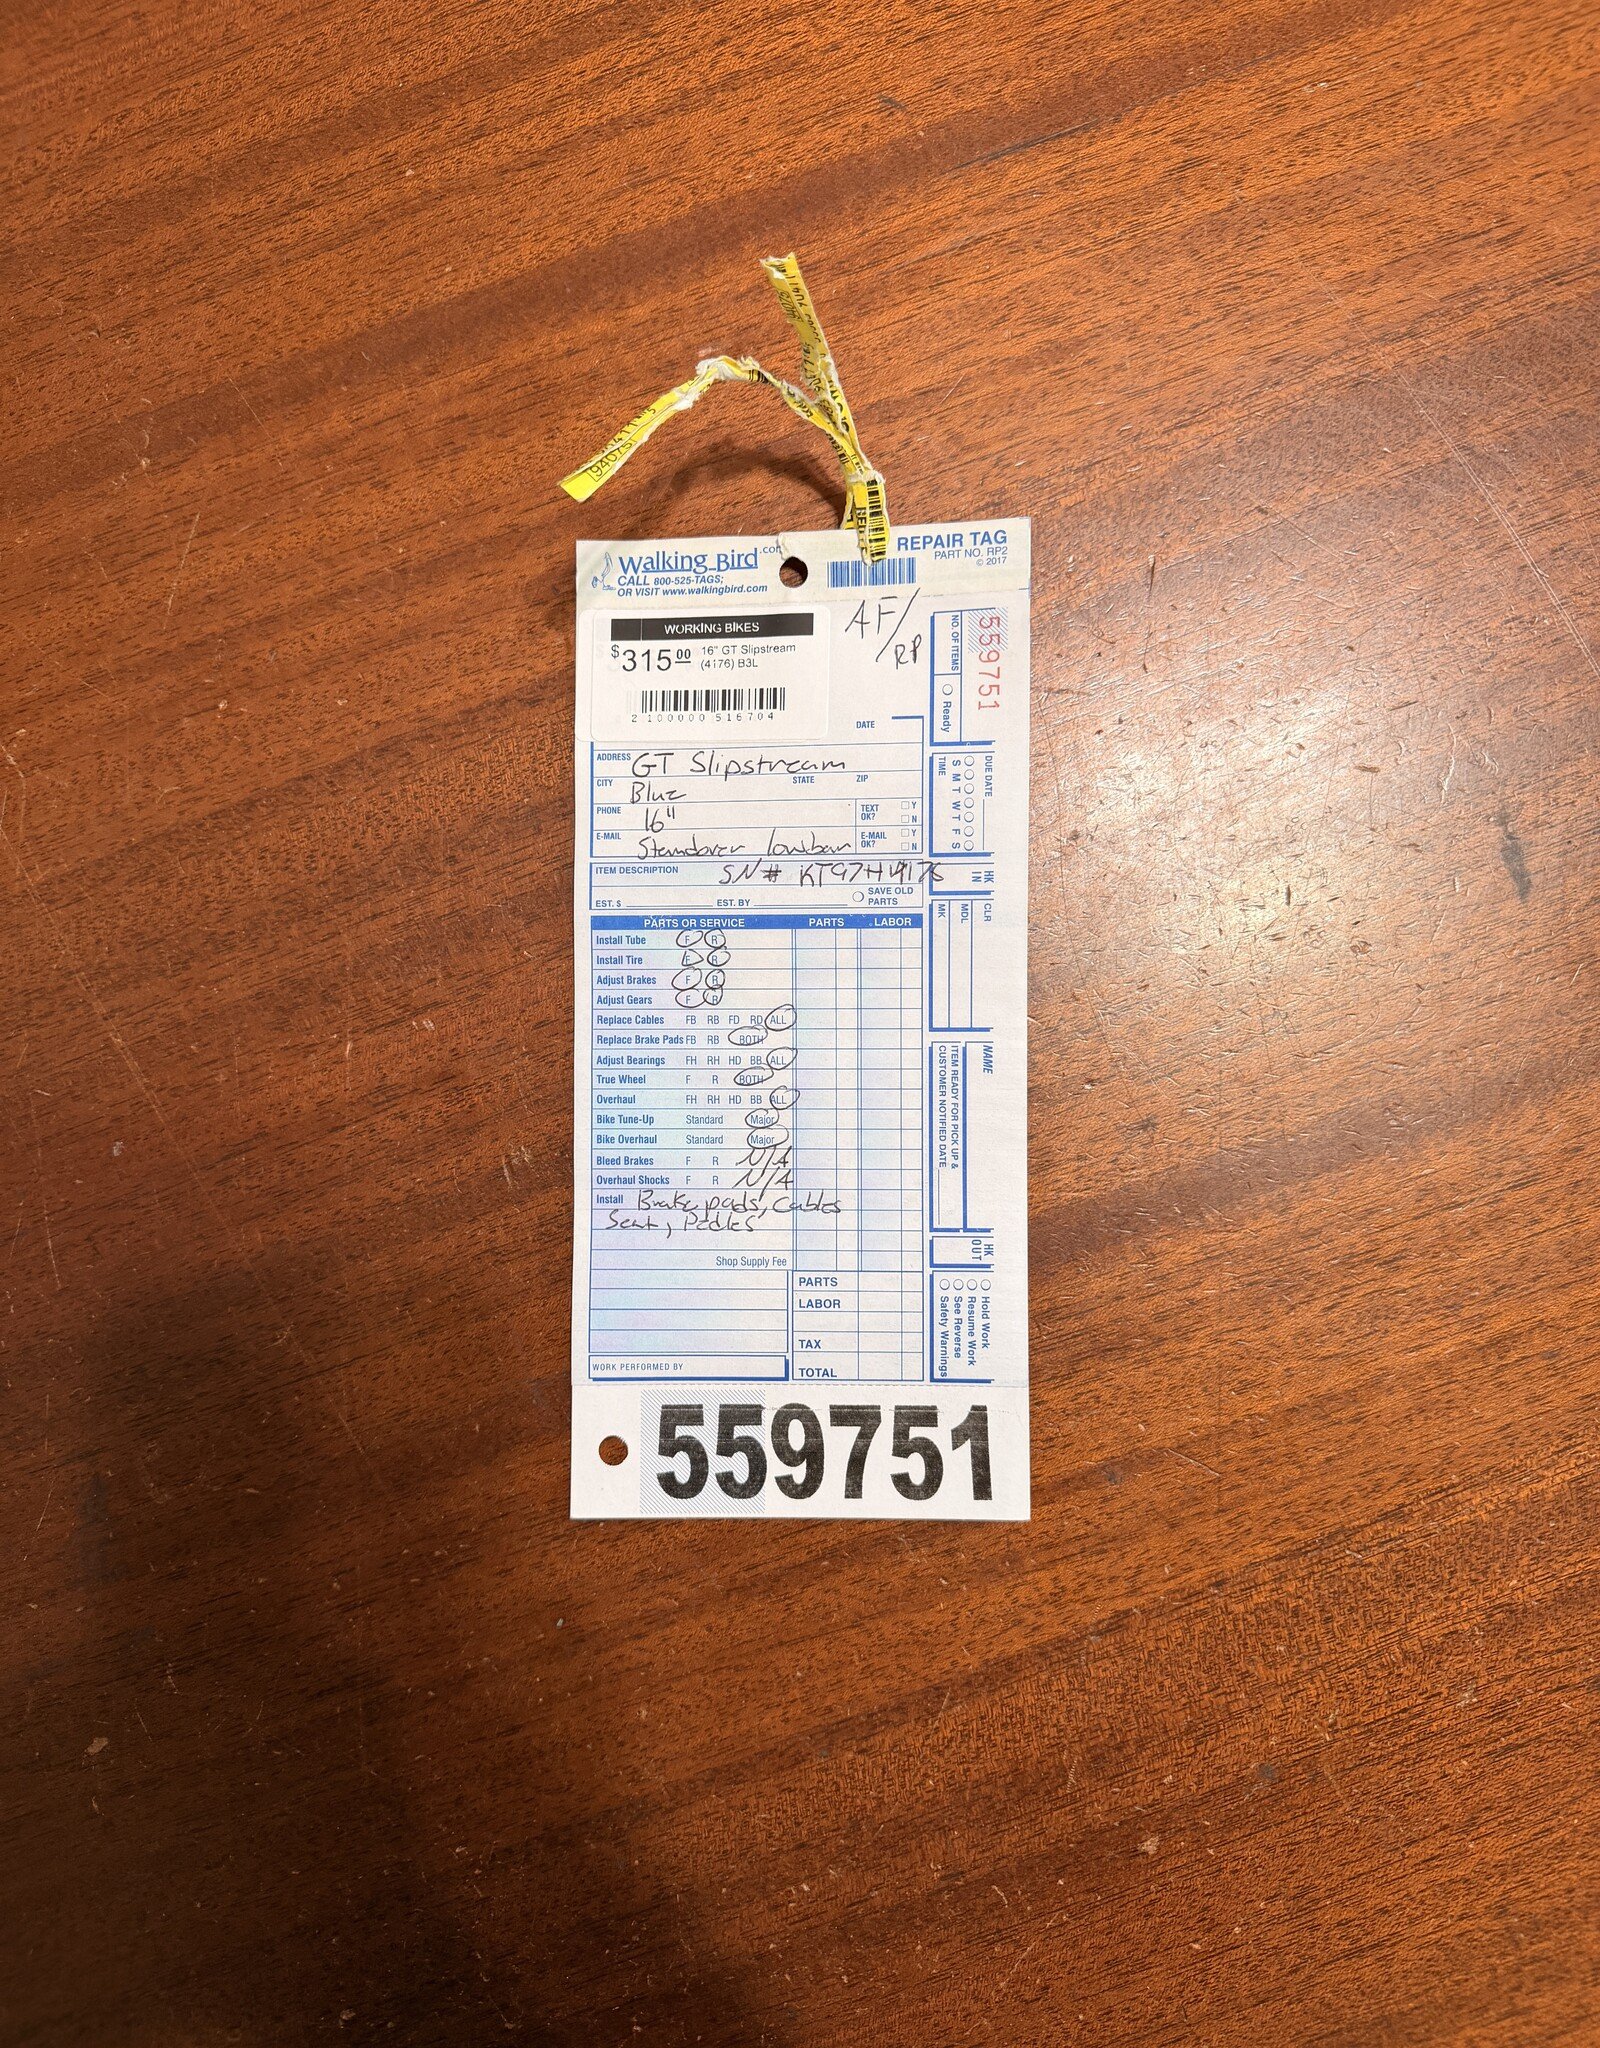 Walking Bird.com
CALL 800-525-TAGS;
OR VISIT www.walkingbird.com
REPAIR TAG
PART NO. RP2
© 2017
WORKING BIKES
$315.00 16" GT Slipstream
(4176) B3L
2 100000 516704
AF/
RP
DATE
ADDRESS GT Slipstream
CITY Blue STATE ZIP
PHONE 16" TEXT OK? Y N
E-MAIL Standover E-MAIL OK? Y N
ITEM DESCRIPTION SN# KT97H4176
EST. $ EST. BY SAVE OLD PARTS
PARTS OR SERVICE PARTS LABOR
Install Tube F R
Install Tire F R
Adjust Brakes F R
Adjust Gears F R
Replace Cables FB RB FD RD ALL
Replace Brake Pads FB RB BOTH
Adjust Bearings FH RH HD BB ALL
True Wheel F R BOTH
Overhaul FH RH HD BB ALL
Bike Tune-Up Standard Major
Bike Overhaul Standard Major
Bleed Brakes F R N/A
Overhaul Shocks F R N/A
Install Brake pads, Cables
Seat, Pedles
Shop Supply Fee
PARTS
LABOR
TAX
TOTAL
WORK PERFORMED BY
559751
NO. OF ITEMS
Ready
DUE DATE
S M T W T F S
TIME
HK IN
CLR
MDL
MK
NAME
ITEM READY FOR PICK UP &
CUSTOMER NOTIFIED DATE
HK OUT
Hold Work
Resume Work
See Reverse
Safety Warnings
559751